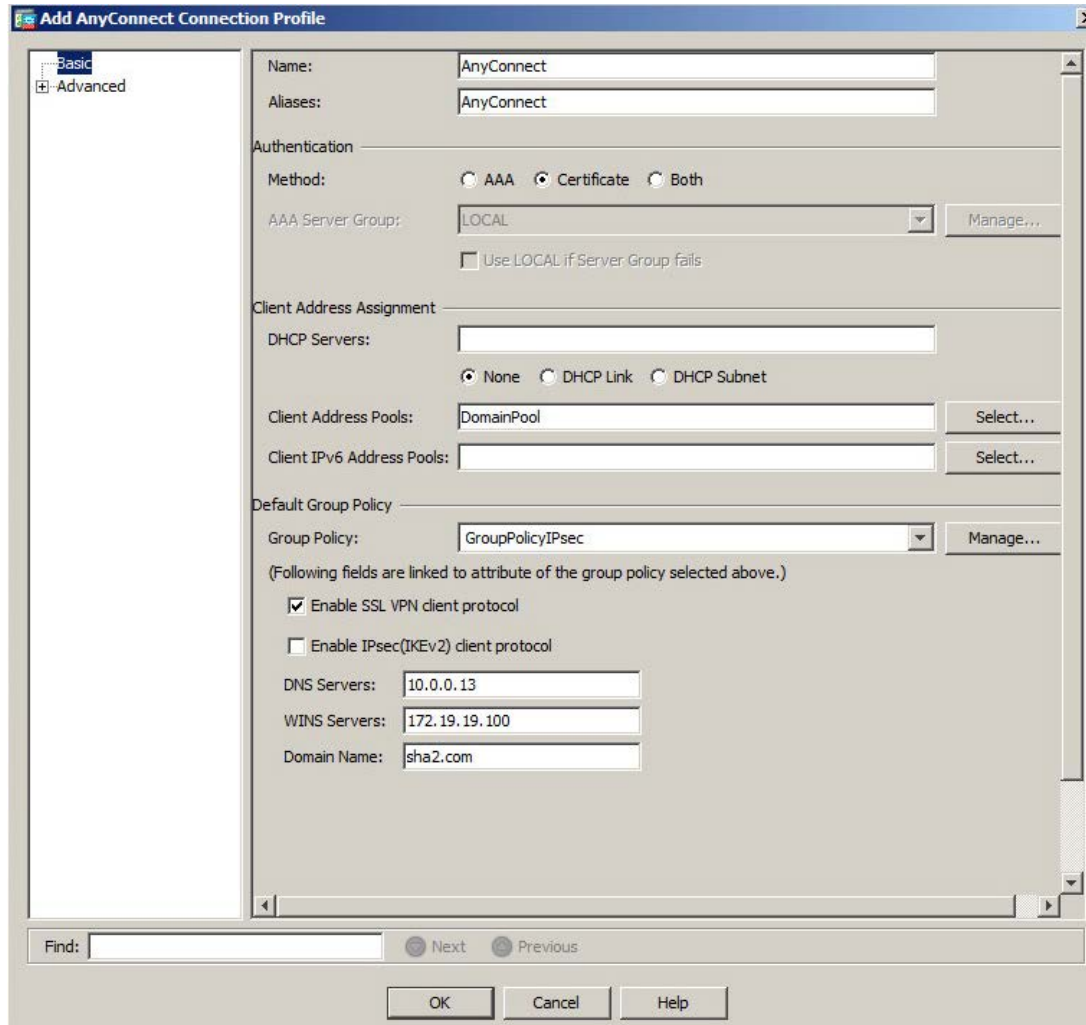 Add AnyConnect Connection Profile
Basic
Advanced
Name: AnyConnect
Aliases: AnyConnect
Authentication
Method: AAA Certificate Both
AAA Server Group: LOCAL Manage...
Use LOCAL if Server Group fails
Client Address Assignment
DHCP Servers:
None DHCP Link DHCP Subnet
Client Address Pools: DomainPool Select...
Client IPv6 Address Pools: Select...
Default Group Policy
Group Policy: GroupPolicyIPsec Manage...
(Following fields are linked to attribute of the group policy selected above.)
Enable SSL VPN client protocol
Enable IPsec(IKEv2) client protocol
DNS Servers: 10.0.0.13
WINS Servers: 172.19.19.100
Domain Name: sha2.com
Find: Next Previous
OK Cancel Help